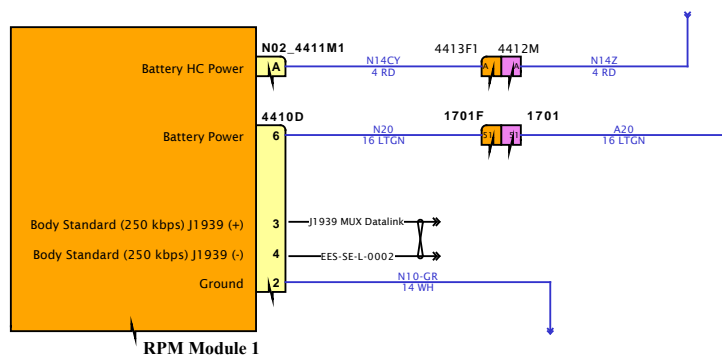 N02_4411M1
4413F1 4412M
Battery HC Power
A
N14CY
4 RD
A
A
N14Z
4 RD
4410D
1701F 1701
Battery Power
6
N20
16 LTGN
S1
S1
A20
16 LTGN
Body Standard (250 kbps) J1939 (+)
3
J1939 MUX Datalink
Body Standard (250 kbps) J1939 (-)
4
EES-SE-L-0002
Ground
2
N10-GR
14 WH
RPM Module 1